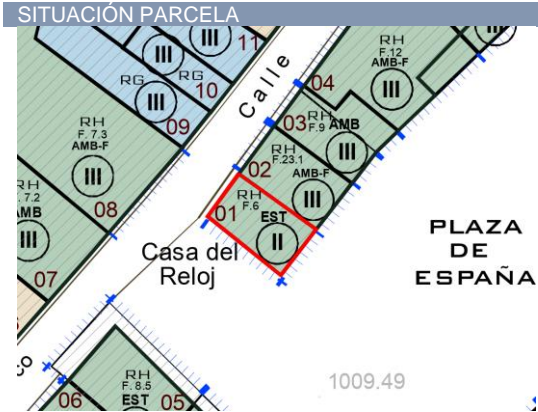 SITUACIÓN PARCELA
III
III
11
III
RG
RG
10
III
09
Calle
04
RH
F.12
AMB-F
III
RH
F. 7.3
AMB-F
III
08
03
RH
F.9
AMB
III
02
RH
F.23.1
AMB-F
III
01
RH
F.6
EST
II
RH
F. 7.2
AMB
III
07
Casa del
Reloj
PLAZA
DE
ESPAÑA
co
1009.49
06
RH
F. 8.5
EST
05
II